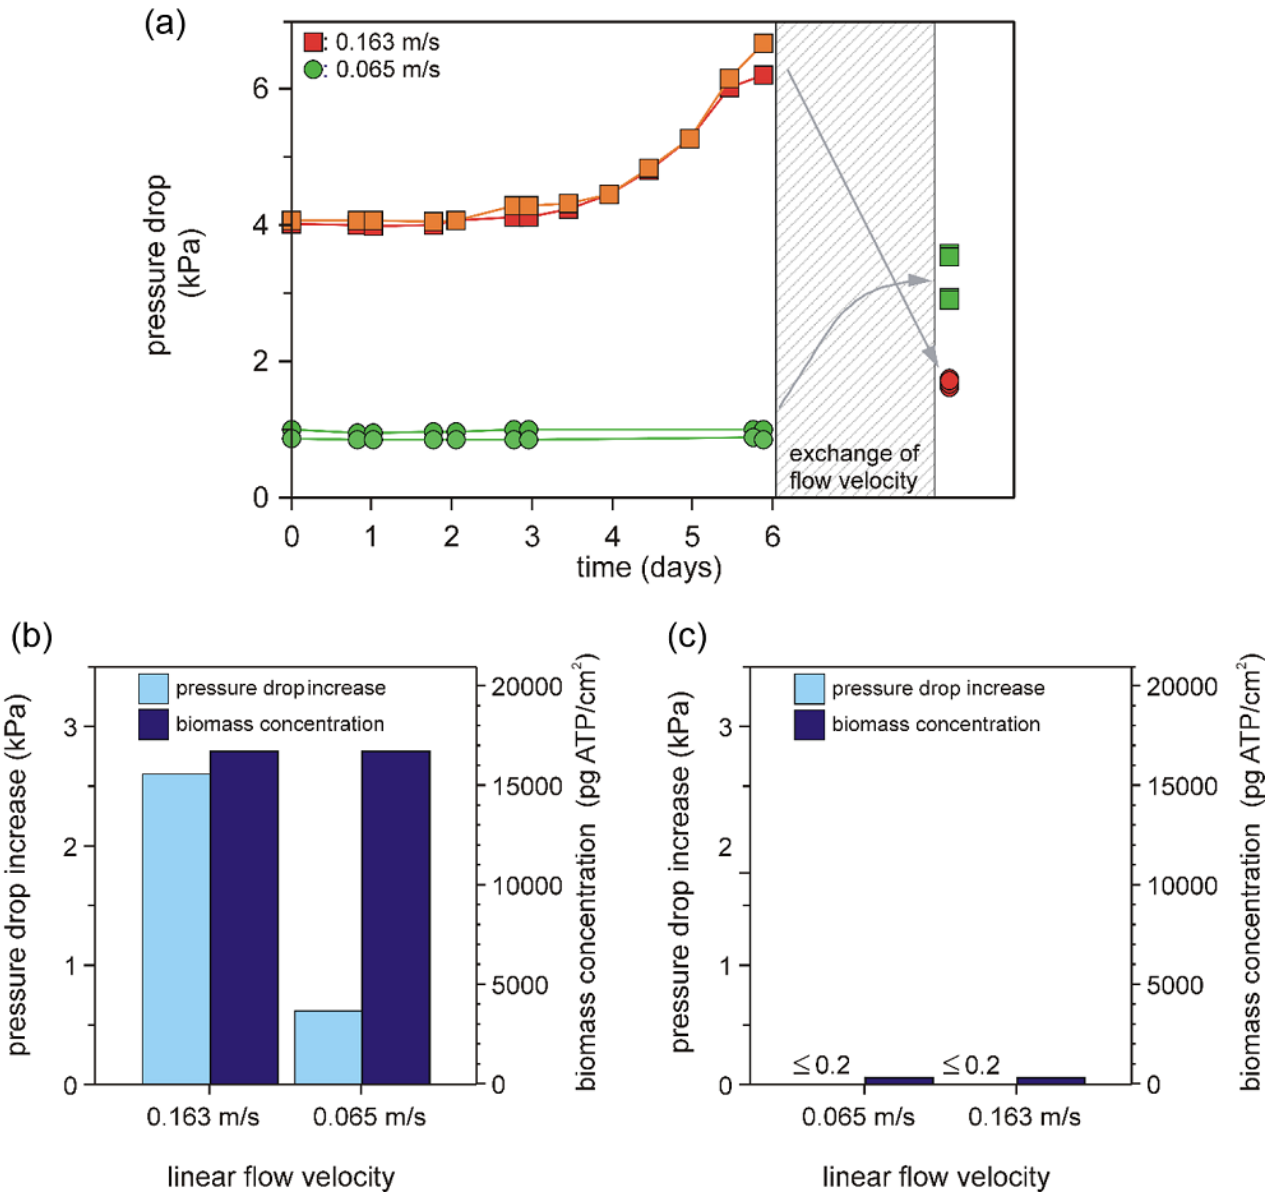 (a)
: 0.163 m/s
: 0.065 m/s
6
4
2
0
pressure drop
(kPa)
exchange of
flow velocity
0 1 2 3 4 5 6
time (days)
(b)
pressure drop increase
biomass concentration
3
2
1
0
pressure drop increase (kPa)
20000
15000
10000
5000
0
biomass concentration (pg ATP/cm²)
0.163 m/s 0.065 m/s
linear flow velocity
(c)
pressure drop increase
biomass concentration
3
2
1
0
pressure drop increase (kPa)
≤0.2 ≤0.2
20000
15000
10000
5000
0
biomass concentration (pg ATP/cm²)
0.065 m/s 0.163 m/s
linear flow velocity